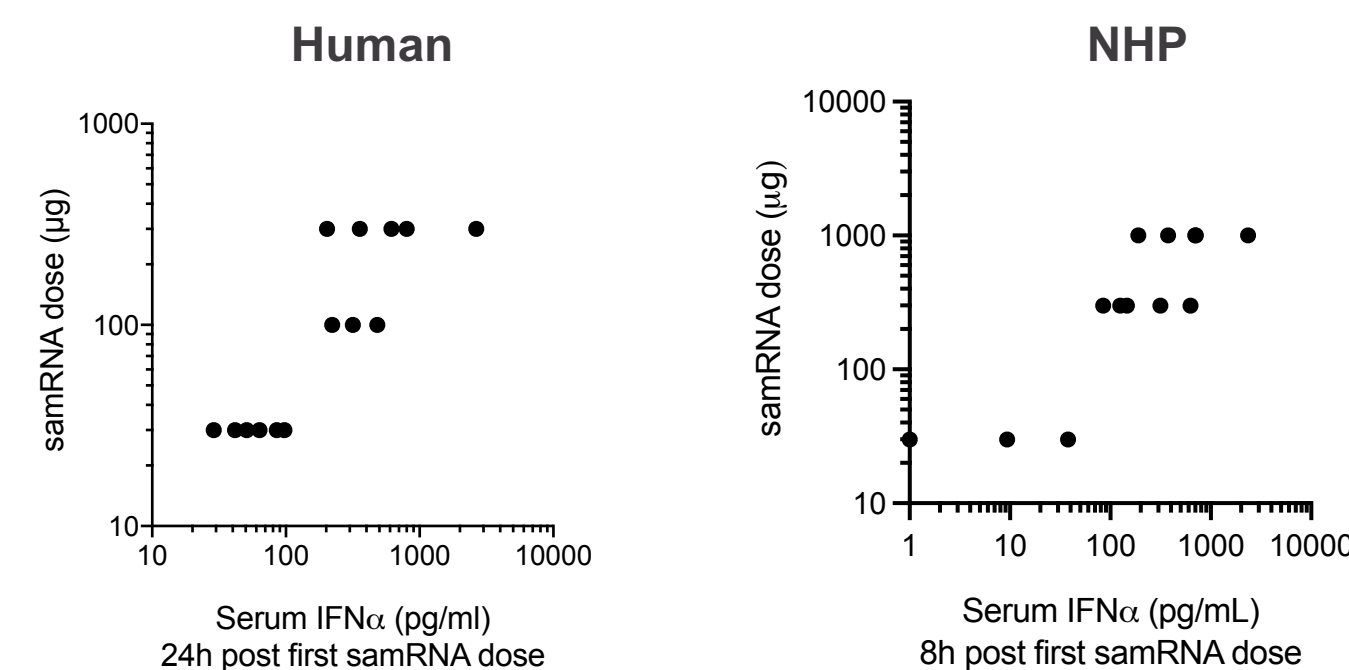 Human
1000
100
10
10 100 1000 10000
samRNA dose (µg)
Serum IFNα (pg/ml)
24h post first samRNA dose
NHP
10000
1000
100
10
1 10 100 1000 10000
samRNA dose (µg)
Serum IFNα (pg/mL)
8h post first samRNA dose